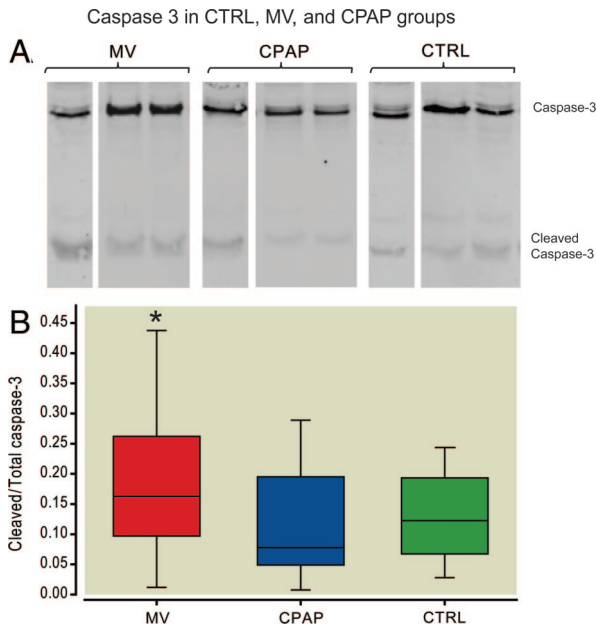 Caspase 3 in CTRL, MV, and CPAP groups
A.
MV CPAP CTRL
Caspase-3
Cleaved
Caspase-3
B
*
Cleaved/Total caspase-3
0.45
0.40
0.35
0.30
0.25
0.20
0.15
0.10
0.05
0.00
MV CPAP CTRL